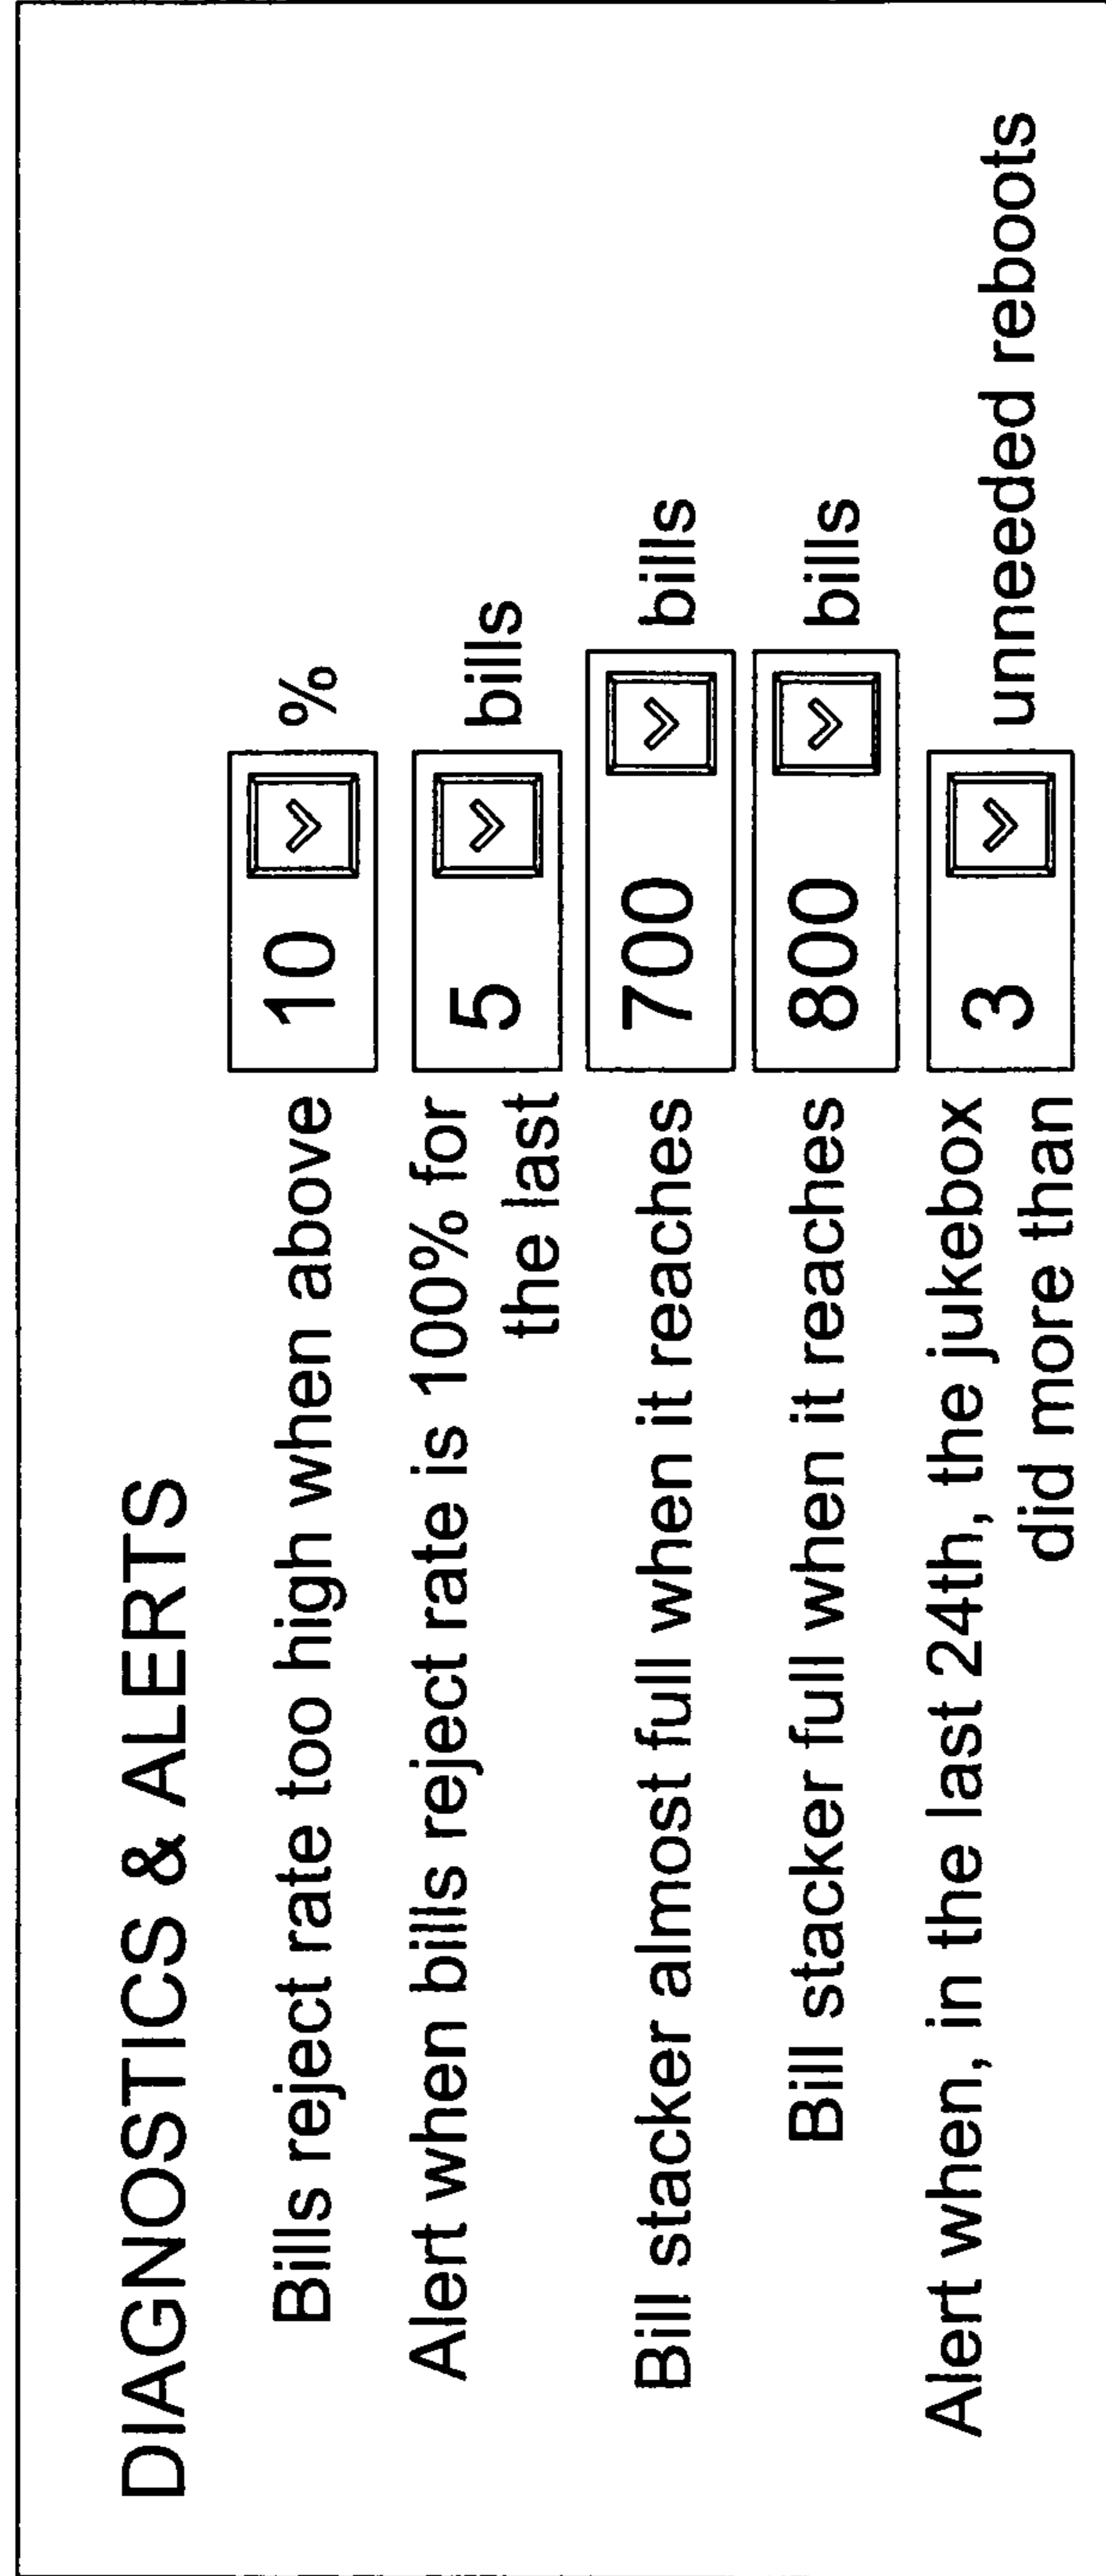 DIAGNOSTICS & ALERTS
Bills reject rate too high when above 10 %
Alert when bills reject rate is 100% for
the last 5 bills
Bill stacker almost full when it reaches 700 bills
Bill stacker full when it reaches 800 bills
Alert when, in the last 24th, the jukebox
did more than 3 unneeded reboots